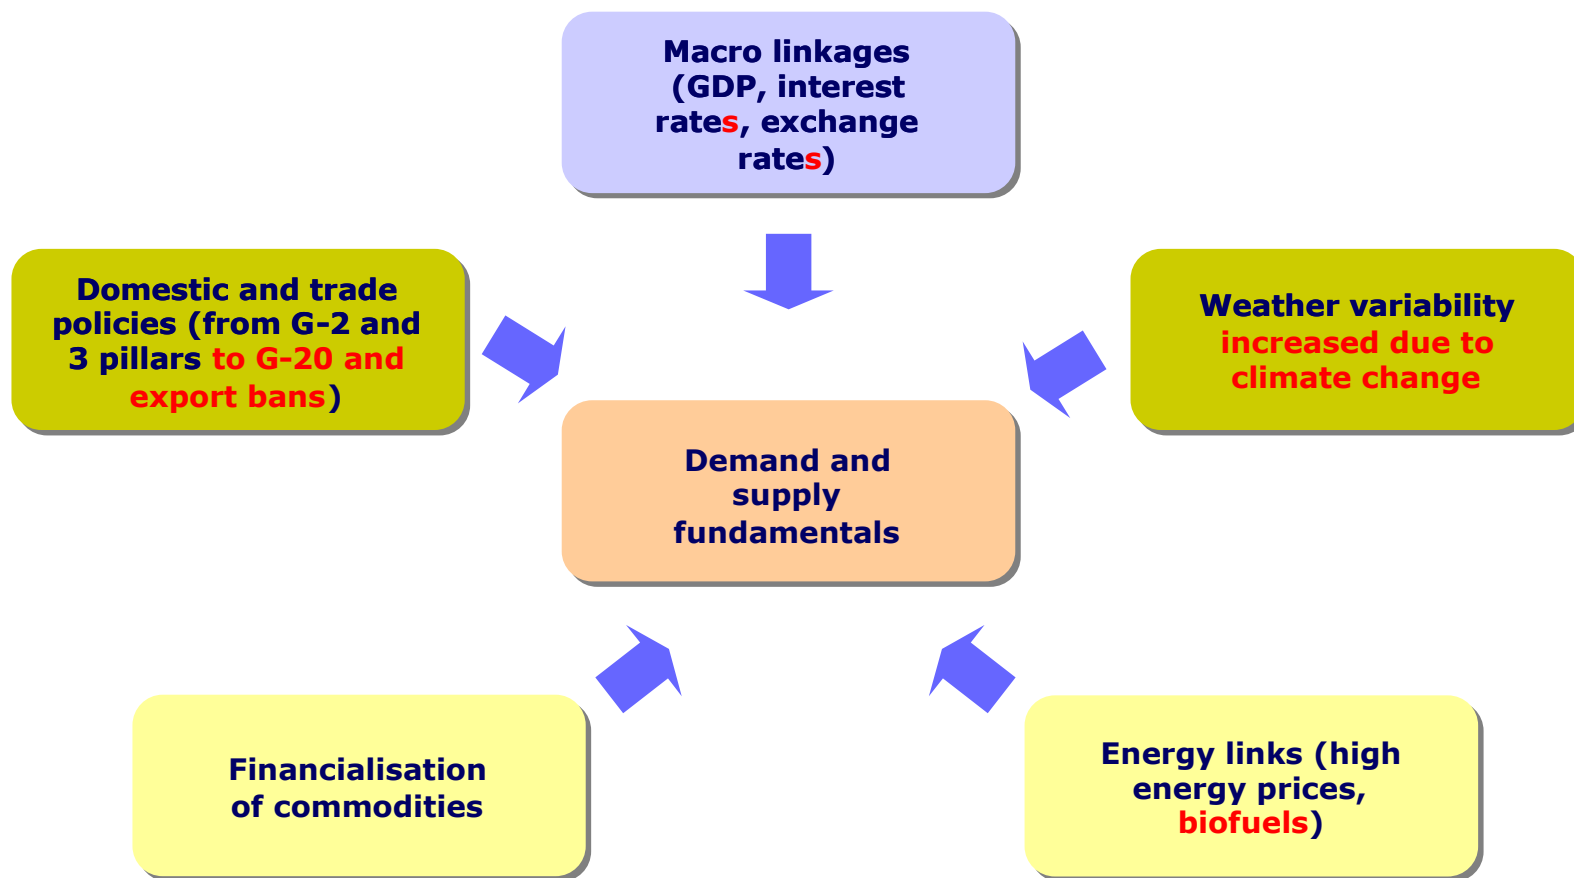 Macro linkages
(GDP, interest
rates, exchange
rates)
Domestic and trade
policies (from G-2 and
3 pillars to G-20 and
export bans)
Weather variability
increased due to
climate change
Demand and
supply
fundamentals
Financialisation
of commodities
Energy links (high
energy prices,
biofuels)